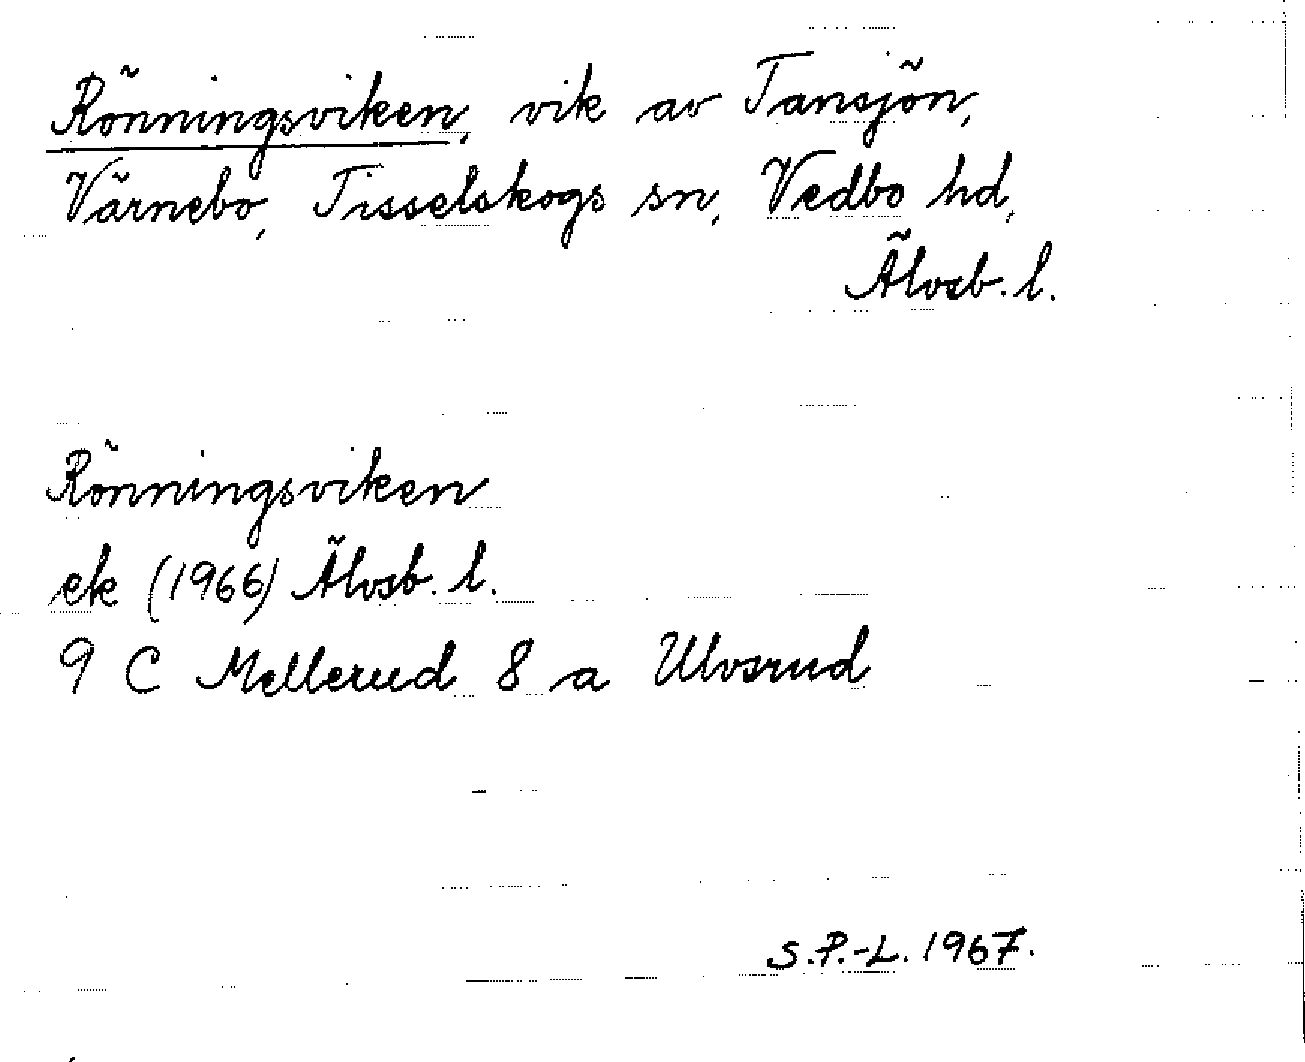 Rönningsviken, vik av Tansjön,
Värnebo, Tisselskogs sn, Vedbo hd,
Älvsb. l.
Rönningsviken
ek (1966) Älvsb. l.
9 C Mellerud 8 a Ulvsrud
S.P.-L. 1967.